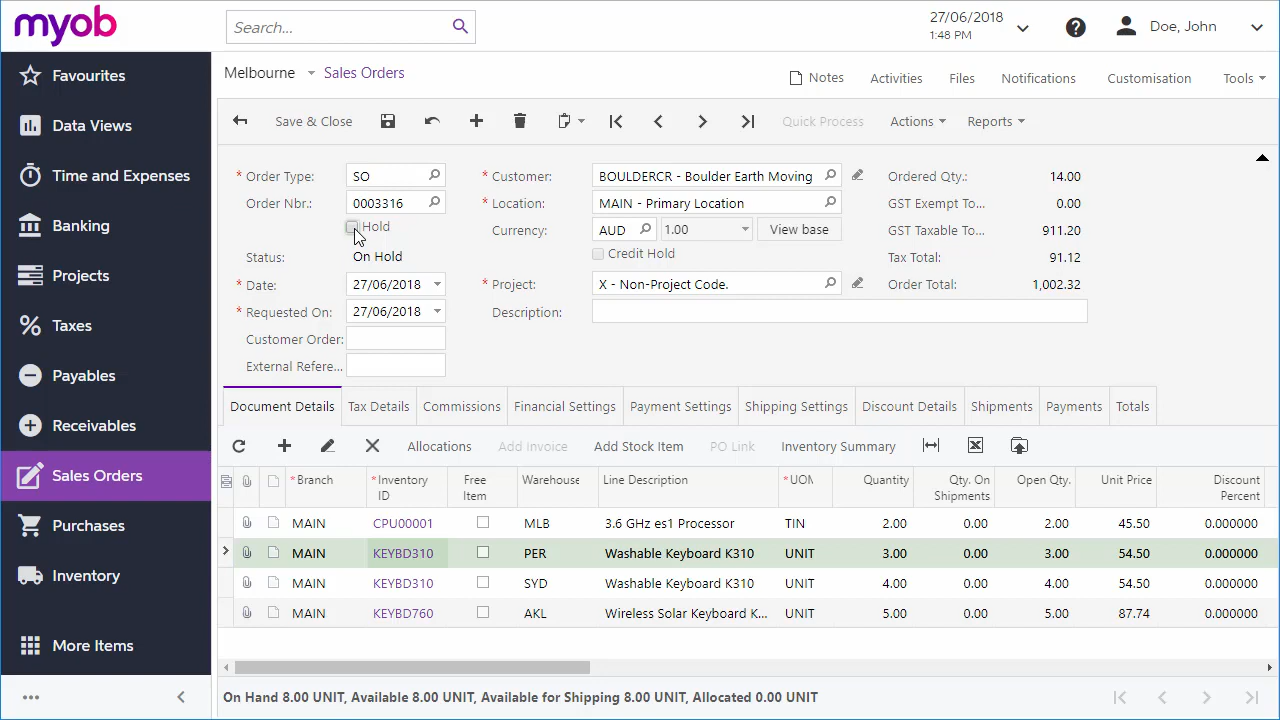 myob
Search...
27/06/2018
1:48 PM
Doe, John
Favourites
Data Views
Time and Expenses
Banking
Projects
Taxes
Payables
Receivables
Sales Orders
Purchases
Inventory
More Items
Melbourne Sales Orders
Notes Activities Files Notifications Customisation Tools
Save & Close Quick Process Actions Reports
* Order Type: SO
Order Nbr.: 0003316
Hold
Status: On Hold
* Date: 27/06/2018
* Requested On: 27/06/2018
Customer Order:
External Refere...
* Customer: BOULDERCR - Boulder Earth Moving
* Location: MAIN - Primary Location
Currency: AUD 1.00 View base
Credit Hold
* Project: X - Non-Project Code.
Description:
Ordered Qty.: 14.00
GST Exempt To... 0.00
GST Taxable To... 911.20
Tax Total: 91.12
Order Total: 1,002.32
Document Details Tax Details Commissions Financial Settings Payment Settings Shipping Settings Discount Details Shipments Payments Totals
Allocations Add Invoice Add Stock Item PO Link Inventory Summary
*Branch *Inventory ID Free Item Warehouse Line Description *UOM Quantity Qty. On Shipments Open Qty. Unit Price Discount Percent
MAIN CPU00001 MLB 3.6 GHz es1 Processor TIN 2.00 0.00 2.00 45.50 0.000000
MAIN KEYBD310 PER Washable Keyboard K310 UNIT 3.00 0.00 3.00 54.50 0.000000
MAIN KEYBD310 SYD Washable Keyboard K310 UNIT 4.00 0.00 4.00 54.50 0.000000
MAIN KEYBD760 AKL Wireless Solar Keyboard K... UNIT 5.00 0.00 5.00 87.74 0.000000
On Hand 8.00 UNIT, Available 8.00 UNIT, Available for Shipping 8.00 UNIT, Allocated 0.00 UNIT